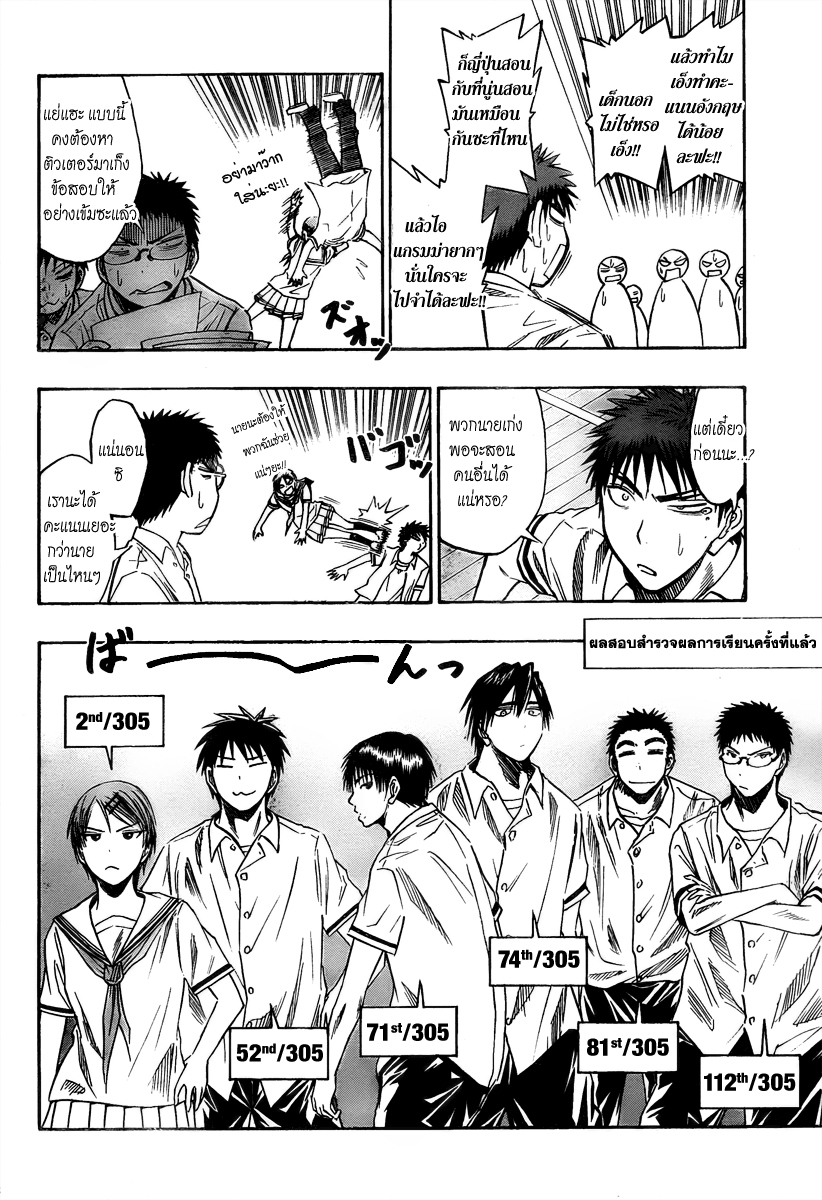 แล้วทำไม
เอ็งทำคะ-
แนนอังกฤษ
ได้น้อย
ละฟะ!!
เด็กนอก
ไม่ใช่หรอ
เอ็ง!!
ก็ญี่ปุ่นสอน
กับที่นู่นสอน
มันเหมือน
กันซะที่ไหน
แล้วไอ
แกรมม่ายากๆ
นั่นใครจะ
ไปจำได้ละฟะ!!
อย่ามาว๊าก
ใส่นะยะ!!
ズオッ
แย่แฮะ แบบนี้
คงต้องหา
ติวเตอร์มาเก็ง
ข้อสอบให้
อย่างเข้มซะแล้ว
แต่เดี๋ยว
ก่อนนะ...?
พวกนายเก่ง
พอจะสอน
คนอื่นได้
แน่หรอ?
นายนะต้องให้
พวกฉันช่วย
แน่ๆยะ!!
バゴッ
แน่นอน
ซิ
เรานะได้
คะแนนเยอะ
กว่านาย
เป็นไหนๆ
ผลสอบสำรวจผลการเรียนครั้งที่แล้ว
ばーんっ
2nd/305
52nd/305
71st/305
74th/305
81st/305
112th/305